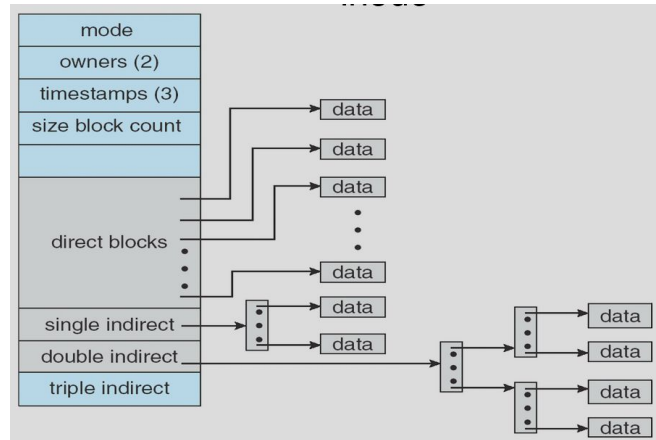 mode
owners (2)
timestamps (3)
size block count
direct blocks
single indirect
double indirect
triple indirect
data
data
data
data
data
data
data
data
data
data